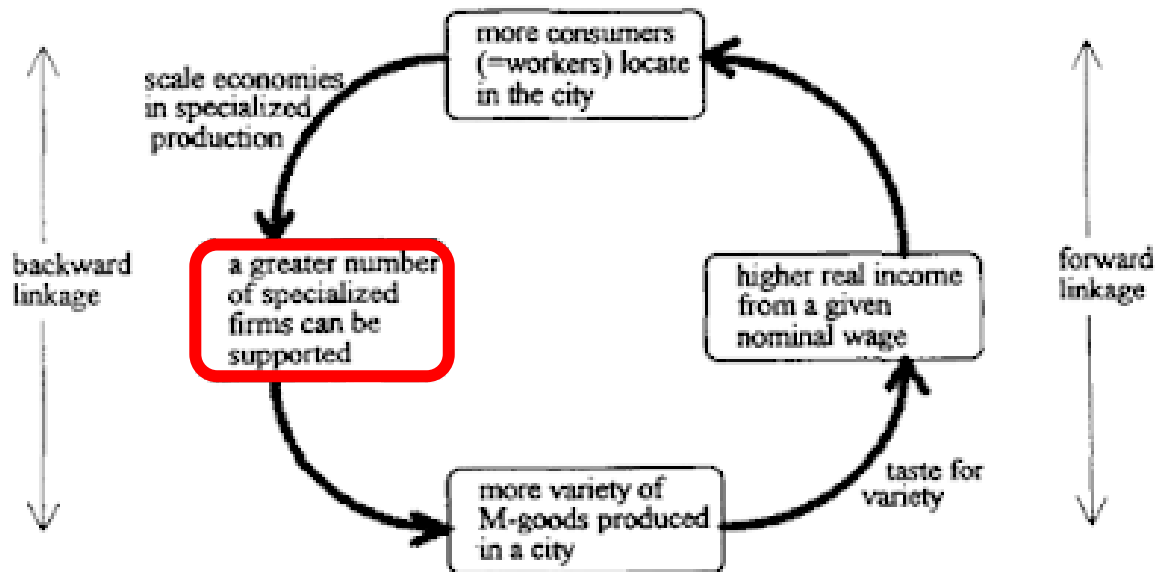 more consumers
(=workers) locate
in the city
scale economies
in specialized
production
backward
linkage
a greater number
of specialized
firms can be
supported
higher real income
from a given
nominal wage
forward
linkage
taste for
variety
more variety of
M-goods produced
in a city